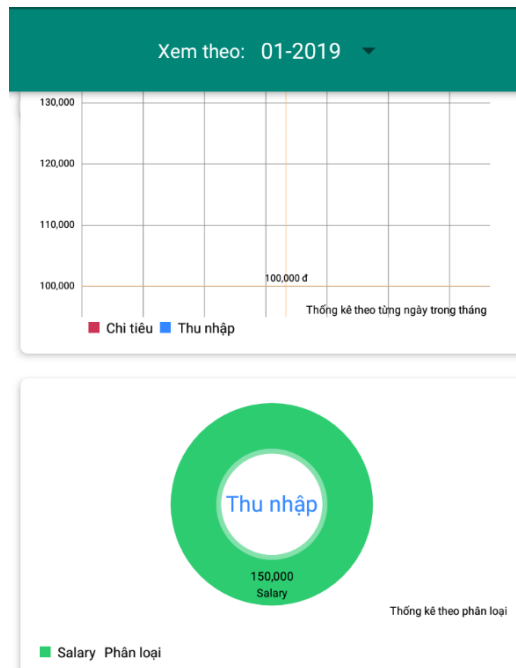 Xem theo: 01-2019
130,000
120,000
110,000
100,000 đ
100,000
Thống kê theo từng ngày trong tháng
Chi tiêu Thu nhập
Thu nhập
150,000
Salary
Thống kê theo phân loại
Salary Phân loại